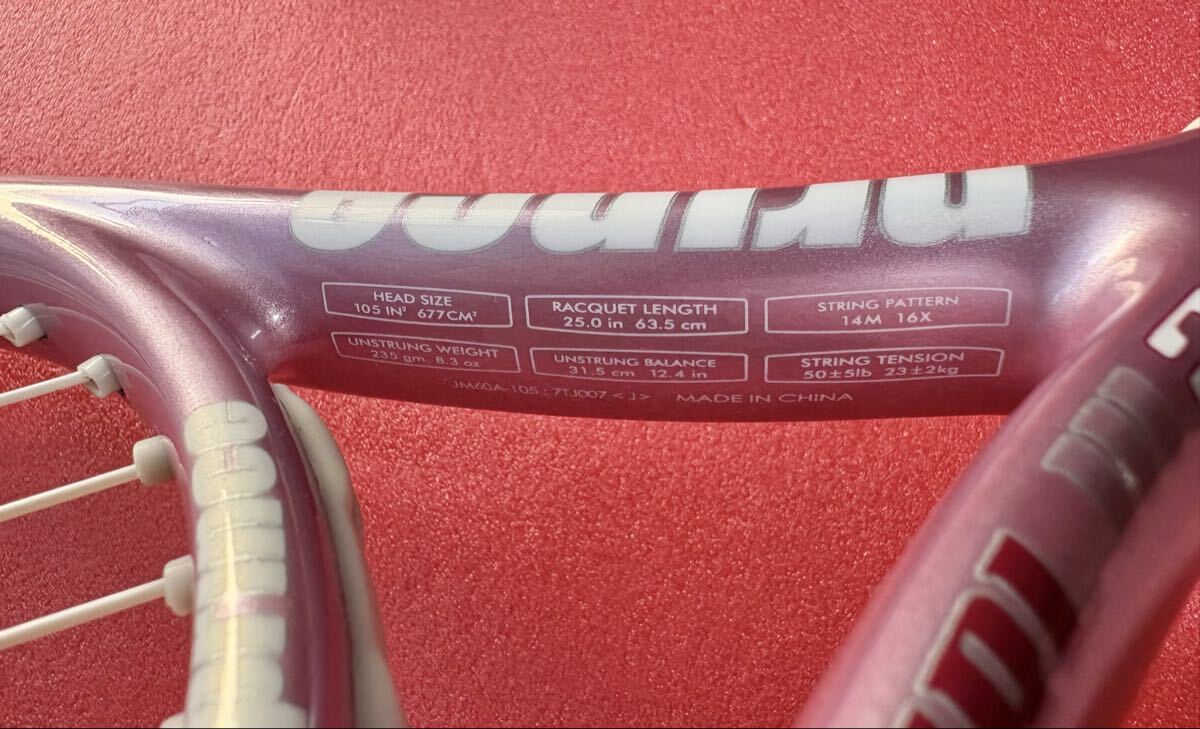 prince
HEAD SIZE
105 IN² 677CM²
RACQUET LENGTH
25.0 in 63.5 cm
STRING PATTERN
14M 16X
UNSTRUNG WEIGHT
235 gm 8.3 oz
UNSTRUNG BALANCE
31.5 cm 12.4 in
STRING TENSION
50±5lb 23±2kg
JM60A-105 : 7TJ007 <J> MADE IN CHINA
prince